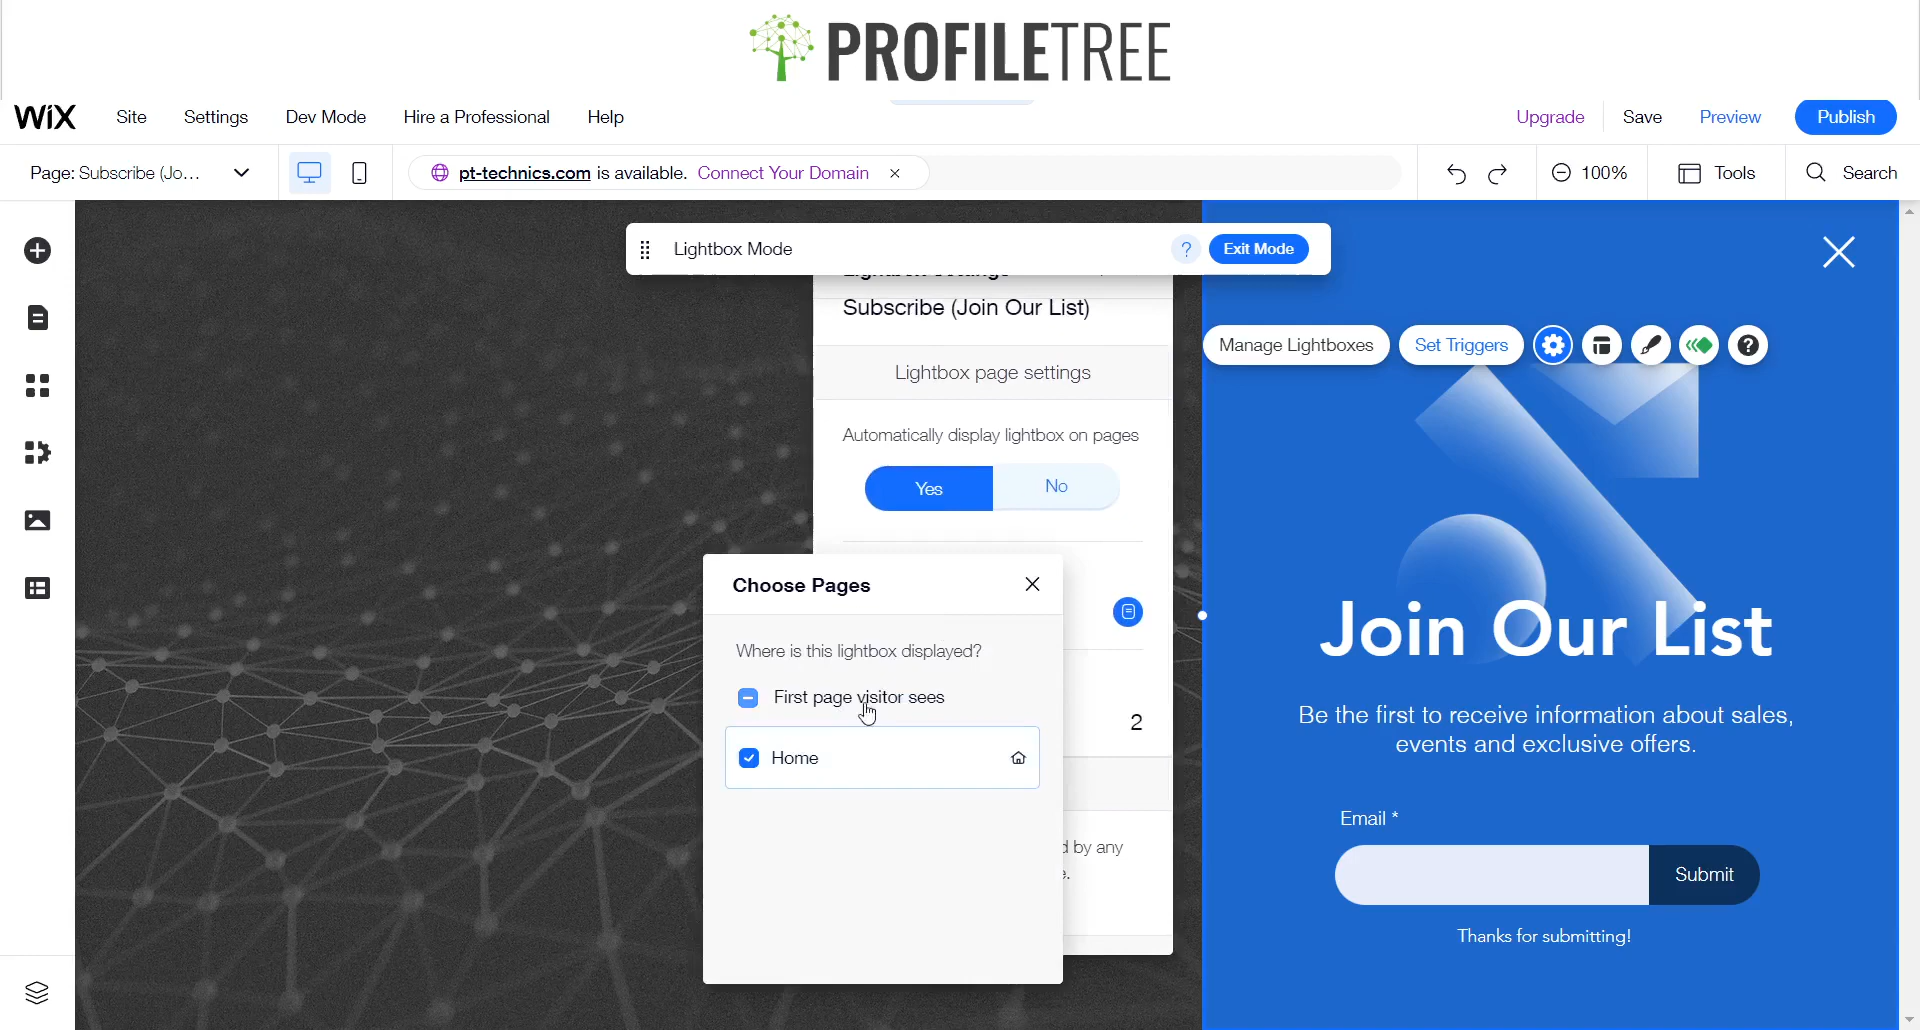 PROFILETREE
WiX Site Settings Dev Mode Hire a Professional Help Upgrade Save Preview Publish
Page: Subscribe (Jo... pt-technics.com is available. Connect Your Domain 100% Tools Search
Lightbox Mode ? Exit Mode
Subscribe (Join Our List)
Manage Lightboxes Set Triggers ?
Lightbox page settings
Automatically display lightbox on pages
Yes No
Choose Pages
Where is this lightbox displayed?
First page visitor sees
2
Home
d by any
Join Our List
Be the first to receive information about sales,
events and exclusive offers.
Email *
Submit
Thanks for submitting!